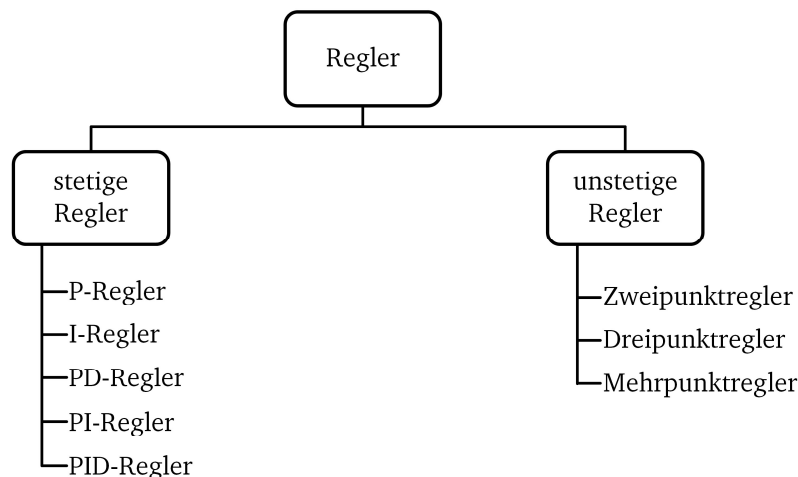 Regler
stetige
Regler
P-Regler
I-Regler
PD-Regler
PI-Regler
PID-Regler
unstetige
Regler
Zweipunktregler
Dreipunktregler
Mehrpunktregler